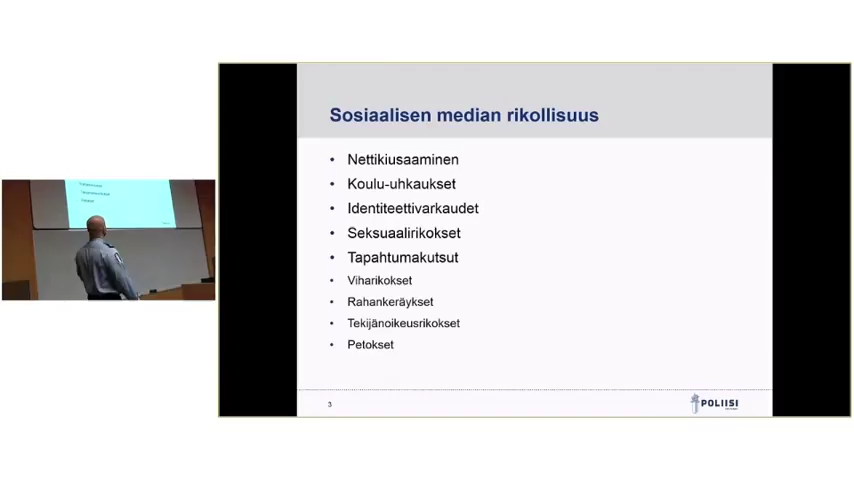 Sosiaalisen median rikollisuus
• Nettikiusaaminen
• Koulu-uhkaukset
• Identiteettivarkaudet
• Seksuaalirikokset
• Tapahtumakutsut
• Viharikokset
• Rahankeräykset
• Tekijänoikeusrikokset
• Petokset
3
POLIISI